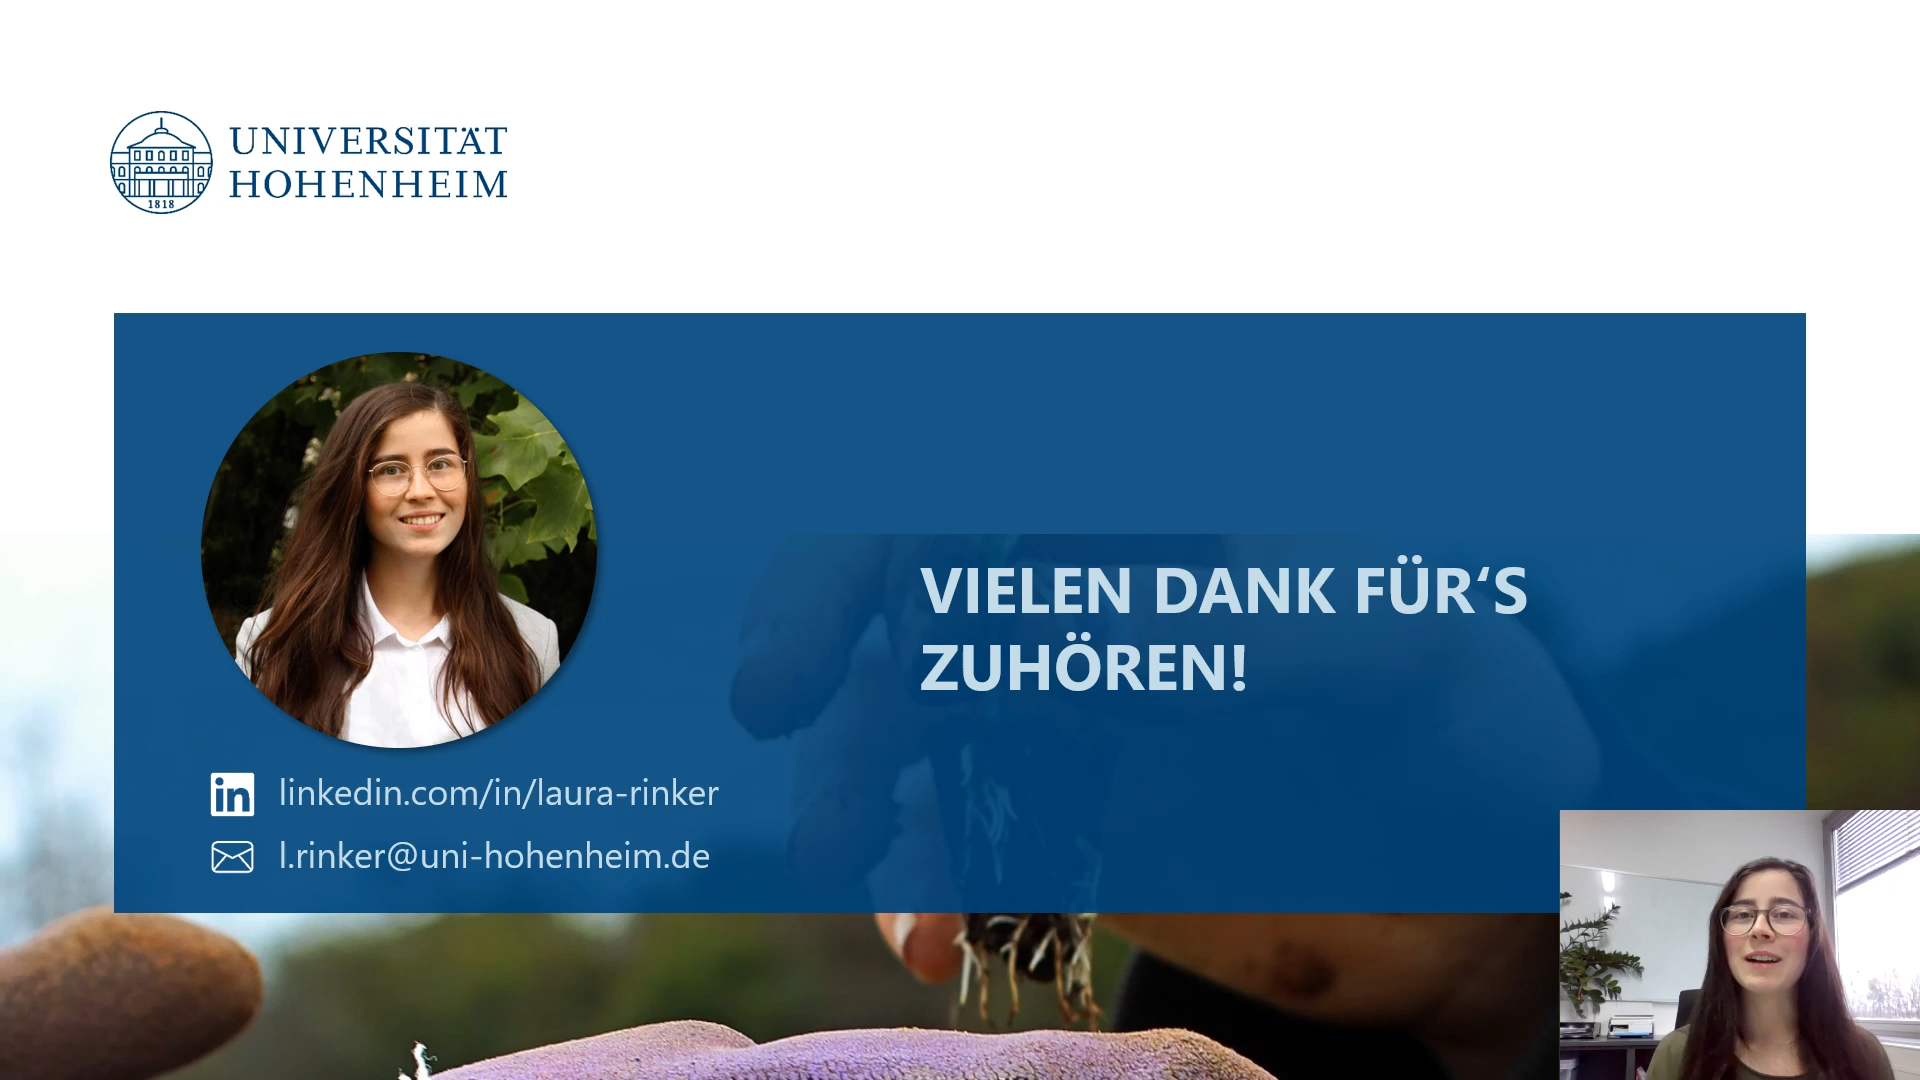 UNIVERSITÄT
HOHENHEIM
1818
VIELEN DANK FÜR‘S
ZUHÖREN!
linkedin.com/in/laura-rinker
l.rinker@uni-hohenheim.de